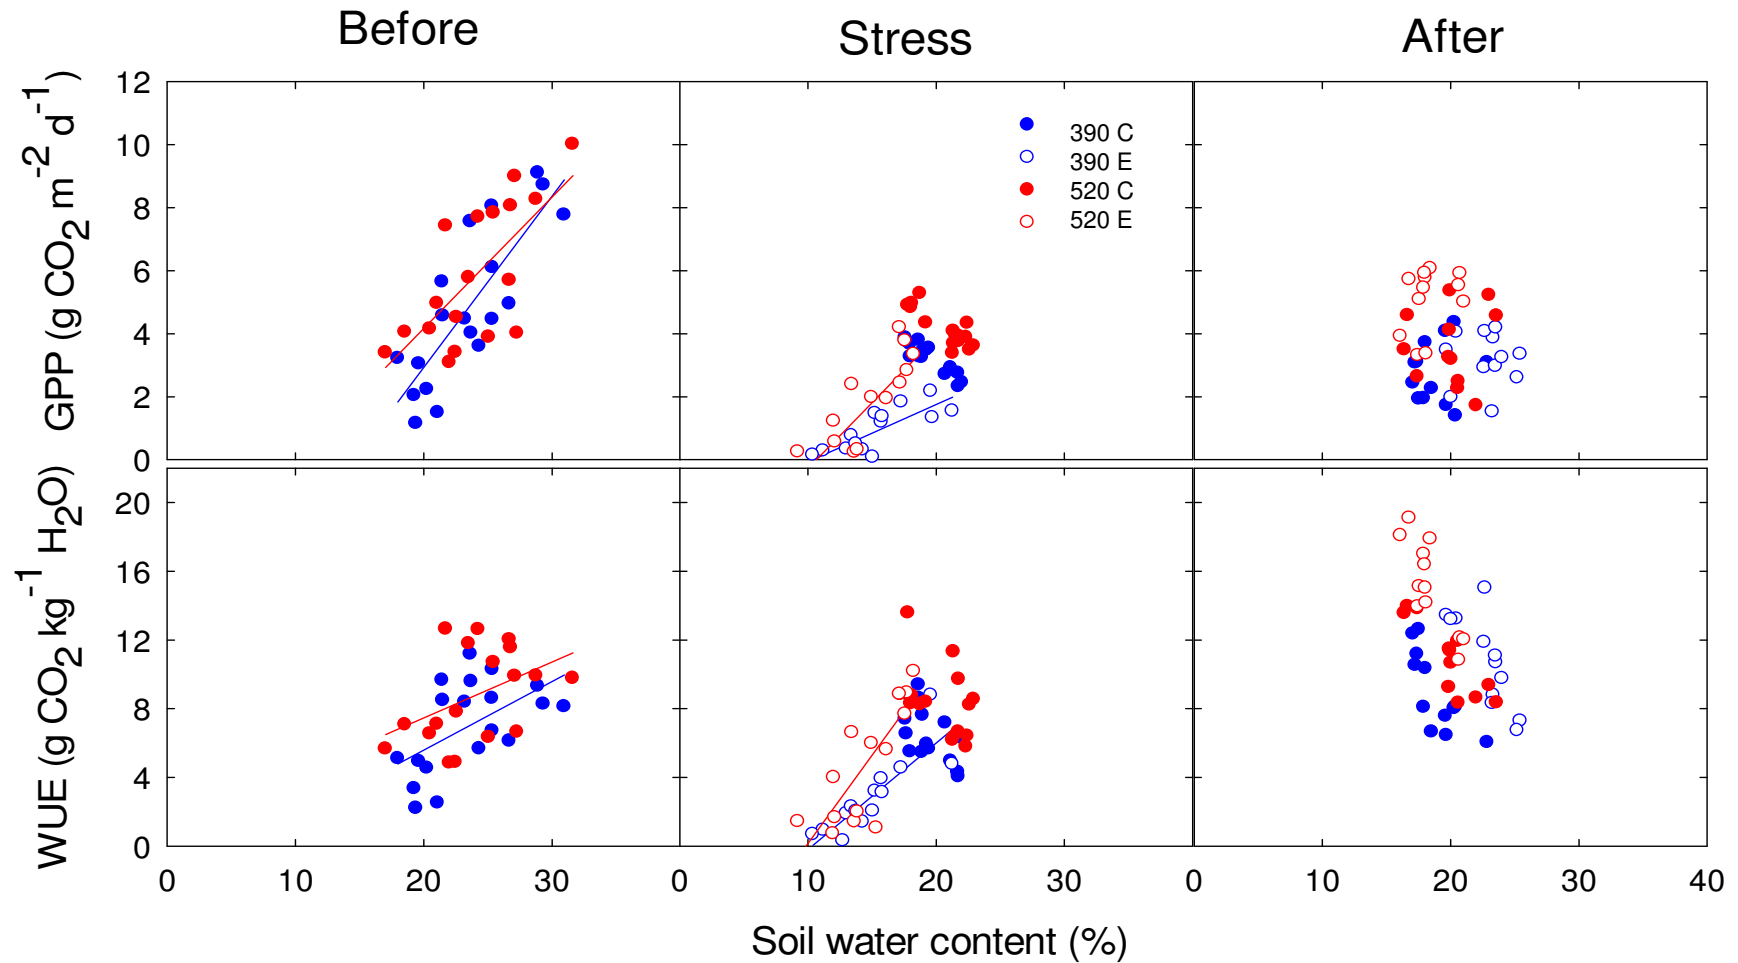 Before
Stress
After
GPP (g CO2 m-2 d-1)
12
10
8
6
4
2
0
390 C
390 E
520 C
520 E
WUE (g CO2 kg-1 H2O)
20
16
12
8
4
0
0 10 20 30 0 10 20 30 0 10 20 30 40
Soil water content (%)